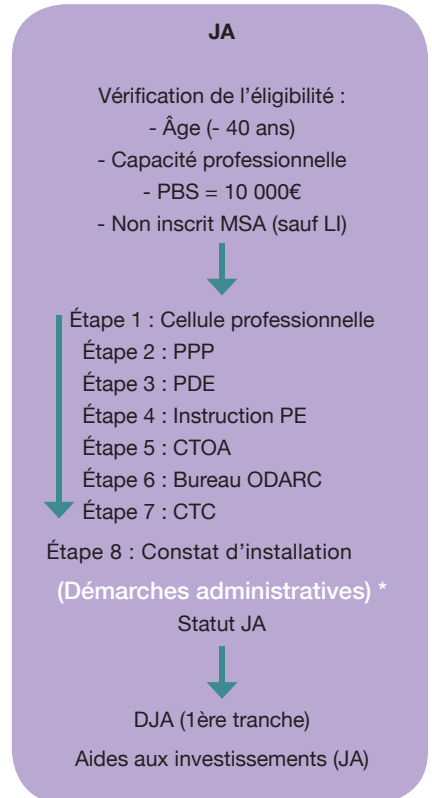 JA
Vérification de l'éligibilité :
- Âge (- 40 ans)
- Capacité professionnelle
- PBS = 10 000€
- Non inscrit MSA (sauf LI)
Étape 1 : Cellule professionnelle
Étape 2 : PPP
Étape 3 : PDE
Étape 4 : Instruction PE
Étape 5 : CTOA
Étape 6 : Bureau ODARC
Étape 7 : CTC
Étape 8 : Constat d'installation
(Démarches administratives) *
Statut JA
DJA (1ère tranche)
Aides aux investissements (JA)